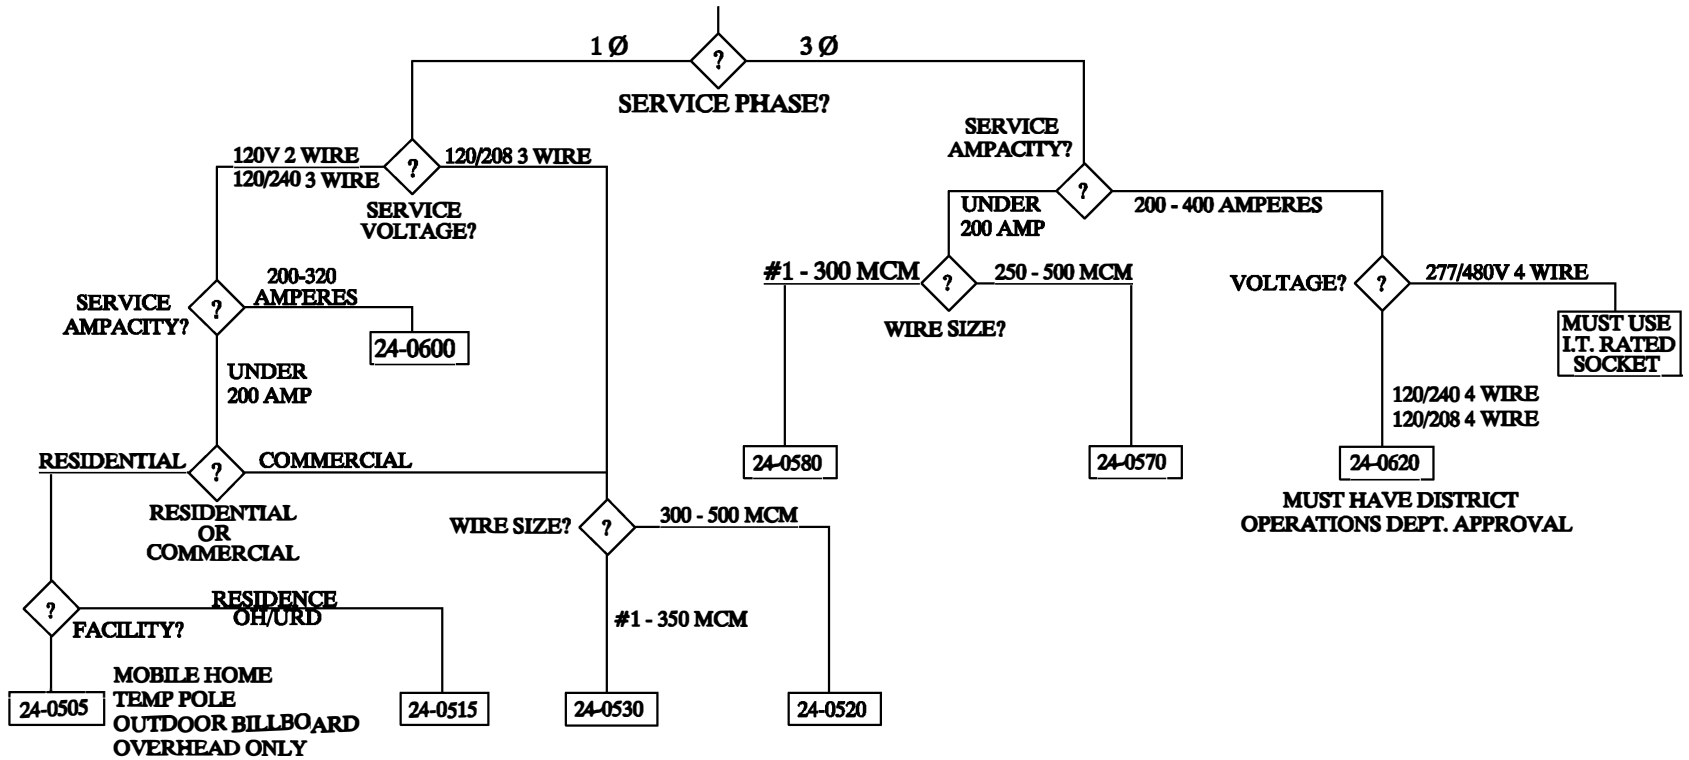 1 Ø
3 Ø
?
SERVICE PHASE?
SERVICE
AMPACITY?
120V 2 WIRE
120/240 3 WIRE
?
120/208 3 WIRE
SERVICE
VOLTAGE?
?
UNDER
200 AMP
200 - 400 AMPERES
200-320
AMPERES
SERVICE
AMPACITY?
?
24-0600
UNDER
200 AMP
#1 - 300 MCM
?
250 - 500 MCM
WIRE SIZE?
VOLTAGE?
?
277/480V 4 WIRE
MUST USE
I.T. RATED
SOCKET
120/240 4 WIRE
120/208 4 WIRE
RESIDENTIAL
?
COMMERCIAL
RESIDENTIAL
OR
COMMERCIAL
24-0580
24-0570
24-0620
MUST HAVE DISTRICT
OPERATIONS DEPT. APPROVAL
WIRE SIZE?
?
300 - 500 MCM
#1 - 350 MCM
?
FACILITY?
RESIDENCE
OH/URD
24-0505
MOBILE HOME
TEMP POLE
OUTDOOR BILLBOARD
OVERHEAD ONLY
24-0515
24-0530
24-0520